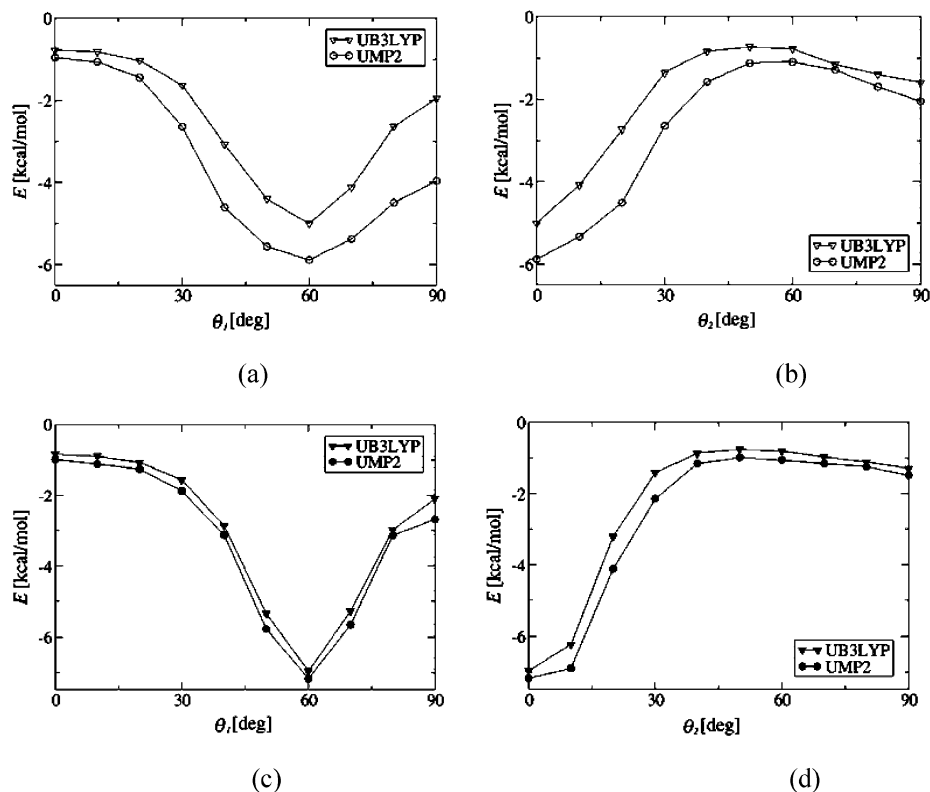 0
-2
-4
-6
E [kcal/mol]
UB3LYP
UMP2
0 30 60 90
θ1 [deg]
(a)
0
-2
-4
-6
E [kcal/mol]
UB3LYP
UMP2
0 30 60 90
θ2 [deg]
(b)
0
-2
-4
-6
E [kcal/mol]
UB3LYP
UMP2
0 30 60 90
θ1 [deg]
(c)
0
-2
-4
-6
E [kcal/mol]
UB3LYP
UMP2
0 30 60 90
θ2 [deg]
(d)